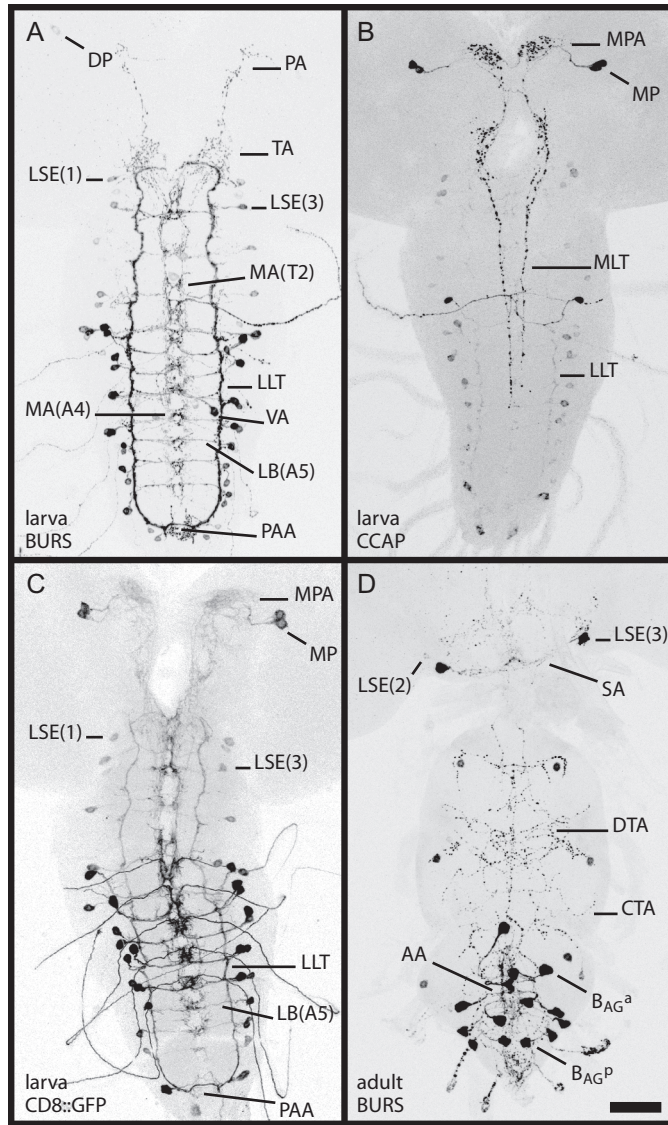 A
DP
PA
TA
LSE(1)
LSE(3)
MA(T2)
LLT
MA(A4)
VA
LB(A5)
PAA
larva
BURS
B
MPA
MP
MLT
LLT
larva
CCAP
C
MPA
MP
LSE(1)
LSE(3)
LLT
LB(A5)
PAA
larva
CD8::GFP
D
LSE(3)
LSE(2)
SA
DTA
CTA
AA
BAGa
BAGp
adult
BURS